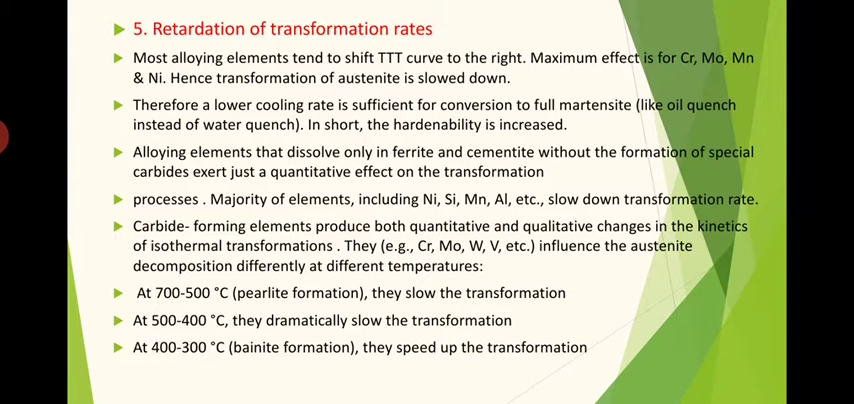 5. Retardation of transformation rates
Most alloying elements tend to shift TTT curve to the right. Maximum effect is for Cr, Mo, Mn
& Ni. Hence transformation of austenite is slowed down.
Therefore a lower cooling rate is sufficient for conversion to full martensite (like oil quench
instead of water quench). In short, the hardenability is increased.
Alloying elements that dissolve only in ferrite and cementite without the formation of special
carbides exert just a quantitative effect on the transformation
processes . Majority of elements, including Ni, Si, Mn, Al, etc., slow down transformation rate.
Carbide- forming elements produce both quantitative and qualitative changes in the kinetics
of isothermal transformations . They (e.g., Cr, Mo, W, V, etc.) influence the austenite
decomposition differently at different temperatures:
At 700-500 °C (pearlite formation), they slow the transformation
At 500-400 °C, they dramatically slow the transformation
At 400-300 °C (bainite formation), they speed up the transformation